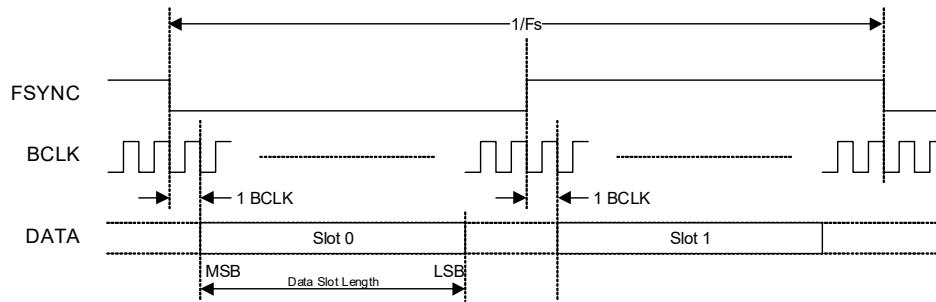 1/Fs
FSYNC
BCLK
1 BCLK
1 BCLK
DATA
Slot 0
Slot 1
MSB
LSB
Data Slot Length